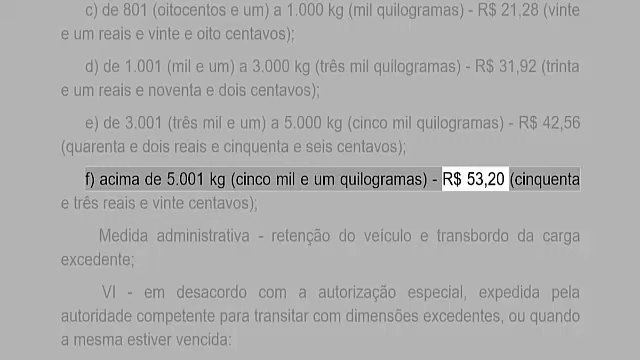 c) de 801 (oitocentos e um) a 1.000 kg (mil quilogramas) - R$ 21,28 (vinte
e um reais e vinte e oito centavos);
d) de 1.001 (mil e um) a 3.000 kg (três mil quilogramas) - R$ 31,92 (trinta
e um reais e noventa e dois centavos);
e) de 3.001 (três mil e um) a 5.000 kg (cinco mil quilogramas) - R$ 42,56
(quarenta e dois reais e cinquenta e seis centavos);
f) acima de 5.001 kg (cinco mil e um quilogramas) - R$ 53,20 (cinquenta
e três reais e vinte centavos);
Medida administrativa - retenção do veículo e transbordo da carga
excedente;
VI - em desacordo com a autorização especial, expedida pela
autoridade competente para transitar com dimensões excedentes, ou quando
a mesma estiver vencida: